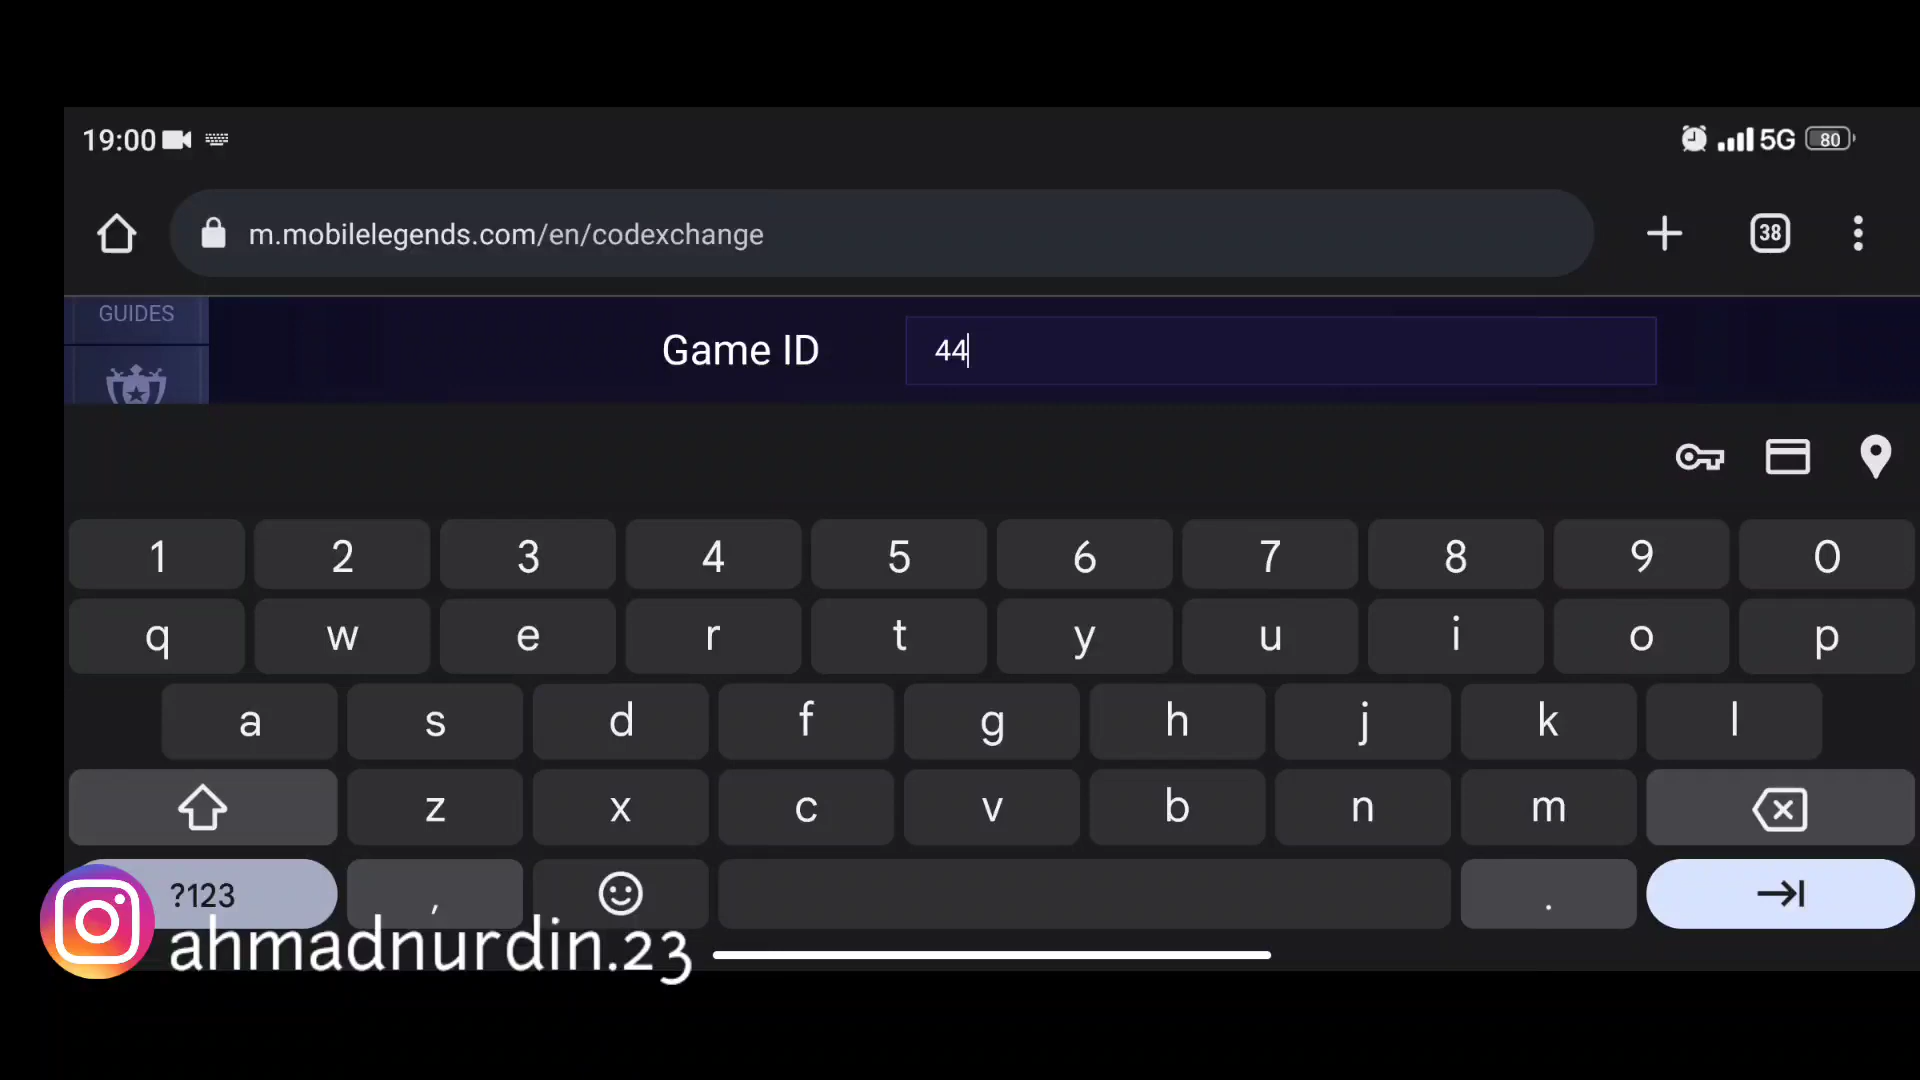 19:00
5G 80
m.mobilelegends.com/en/codexchange
38
GUIDES
Game ID
44
1 2 3 4 5 6 7 8 9 0
q w e r t y u i o p
a s d f g h j k l
z x c v b n m
?123 , .
ahmadnurdin.23